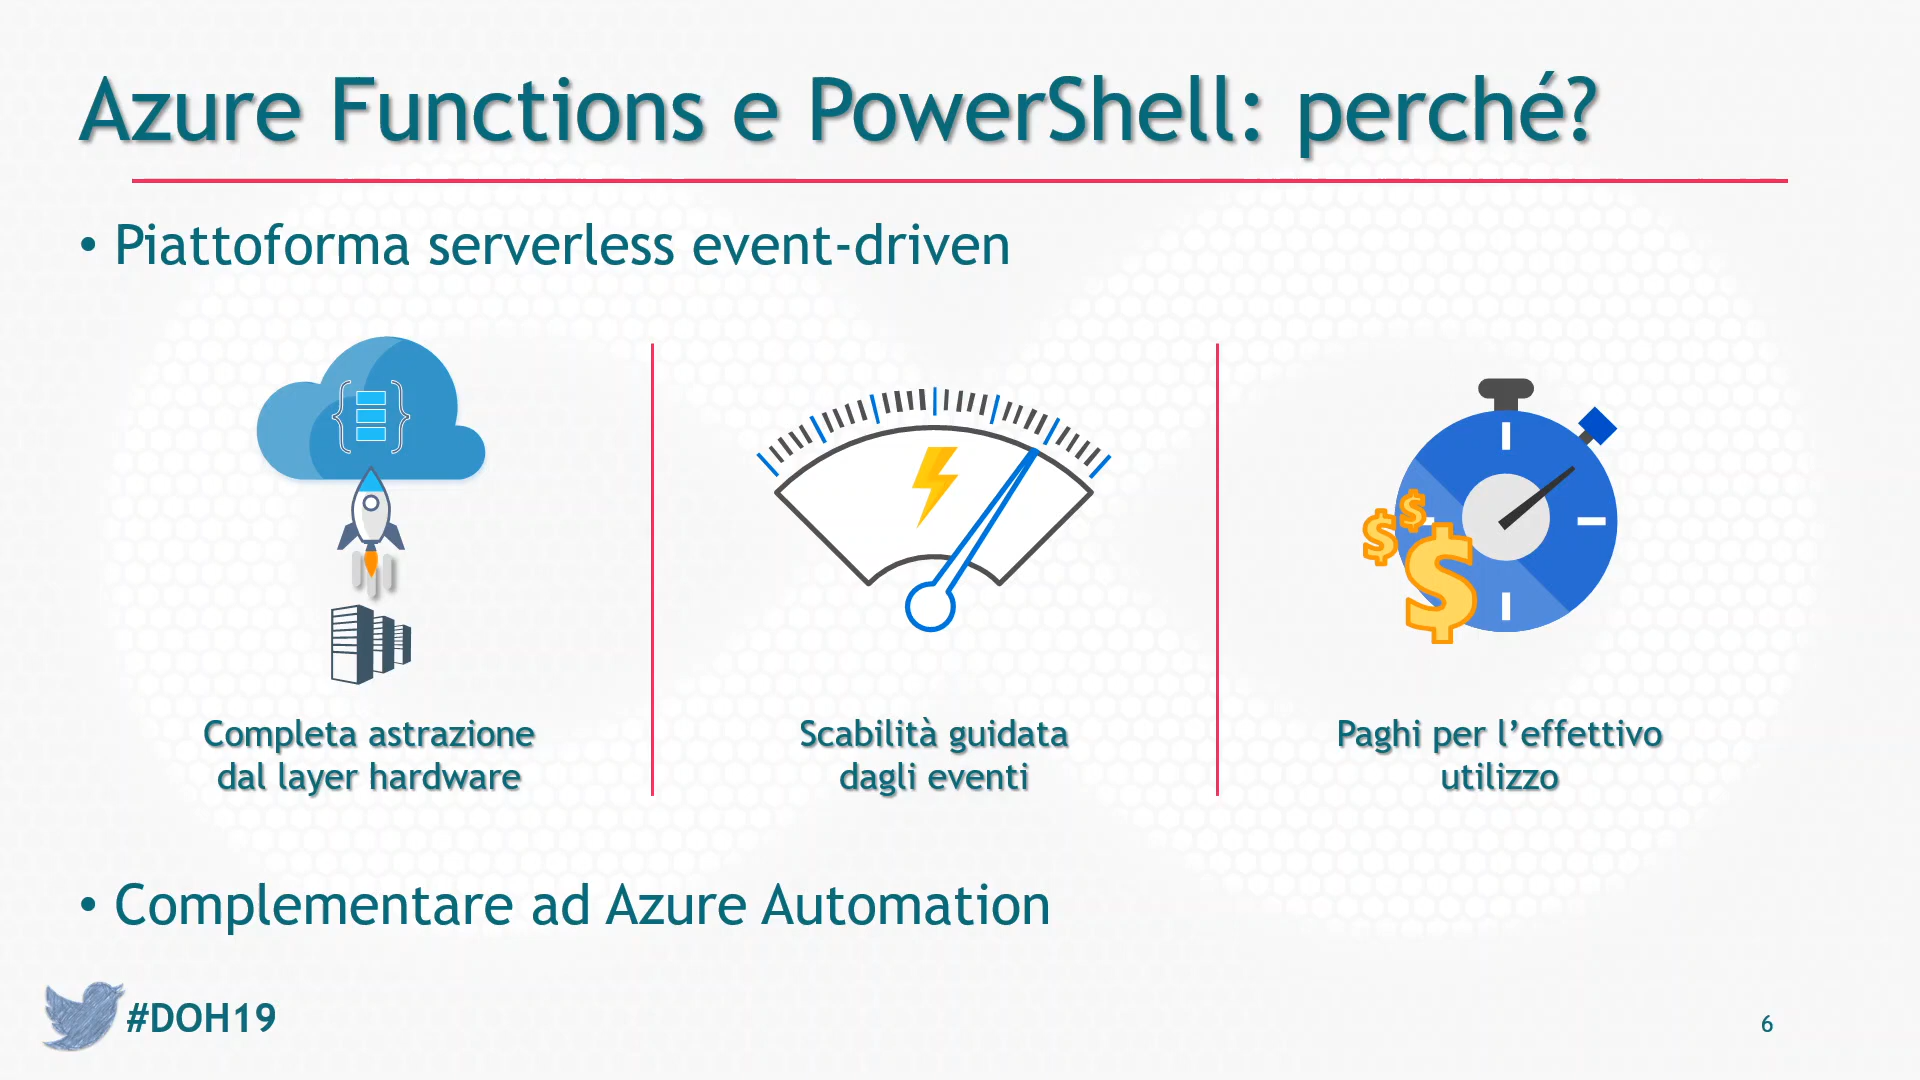 Azure Functions e PowerShell: perché?
• Piattoforma serverless event-driven
Completa astrazione
dal layer hardware
Scabilità guidata
dagli eventi
Paghi per l’effettivo
utilizzo
• Complementare ad Azure Automation
#DOH19
6